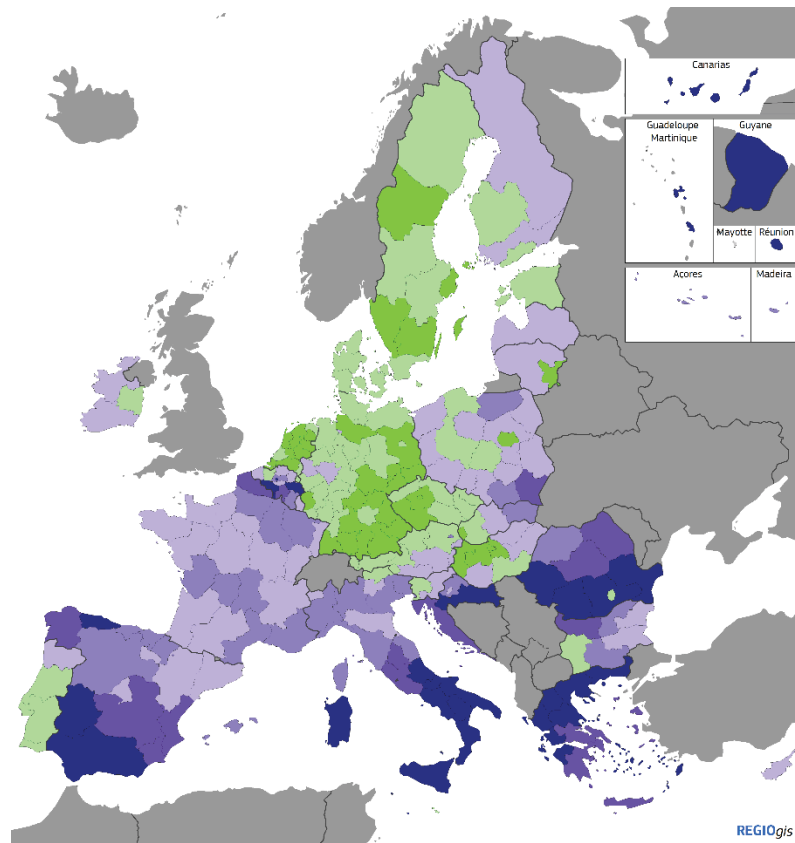 Canarias
Guadeloupe
Martinique
Guyane
Mayotte
Réunion
Açores
Madeira
REGIOgis